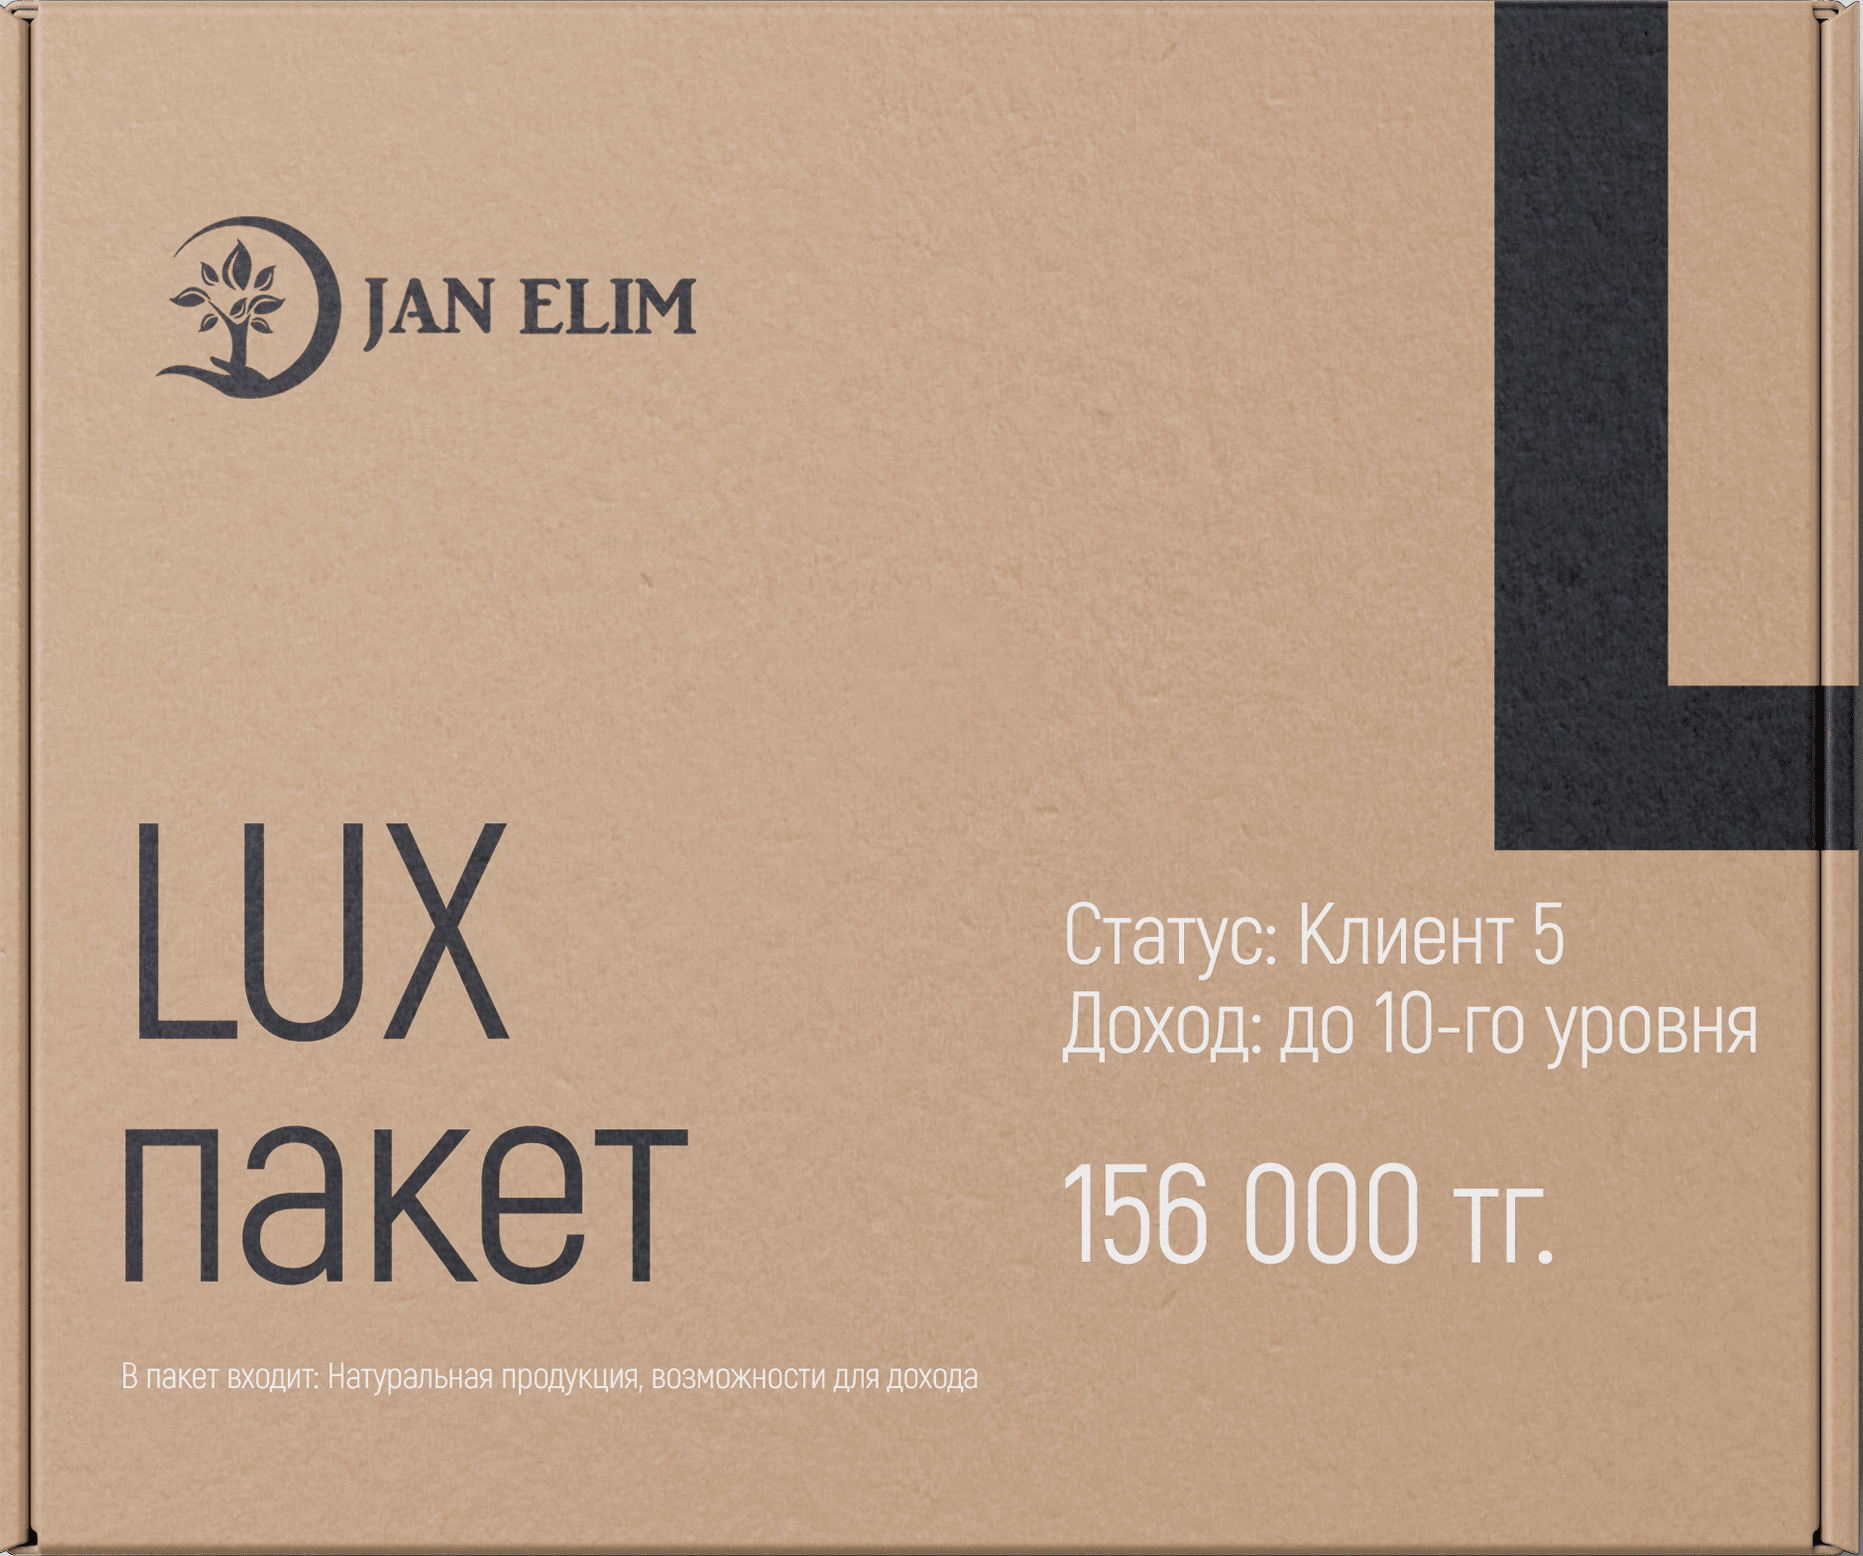 JAN ELIM
L
LUX
пакет
Статус: Клиент 5
Доход: до 10-го уровня
156 000 тг.
В пакет входит: Натуральная продукция, возможности для дохода